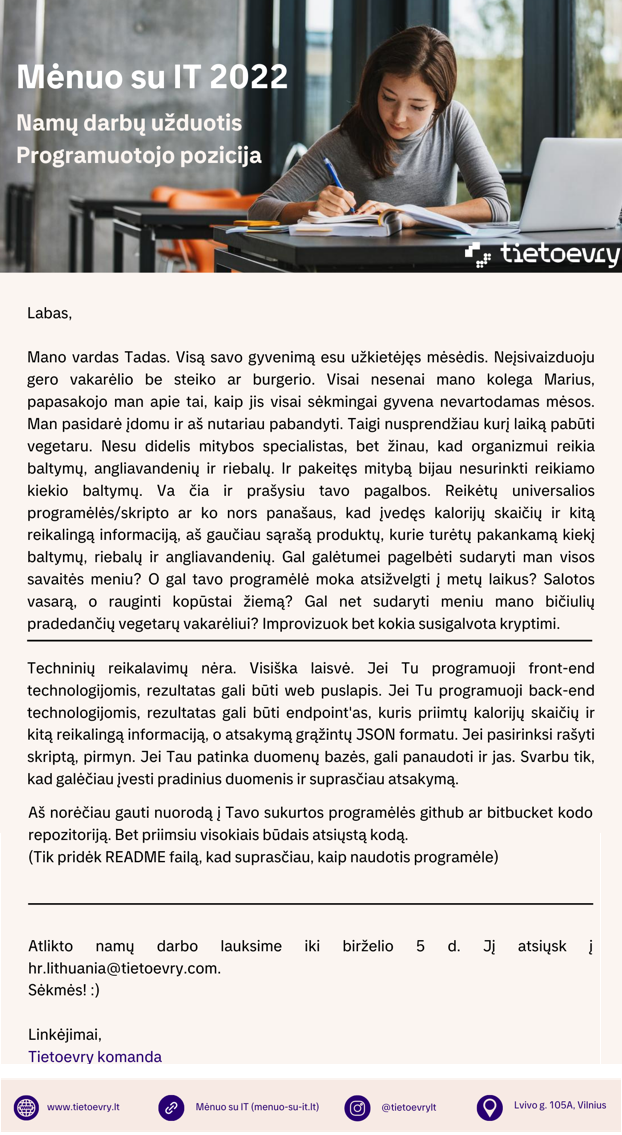 Mėnuo su IT 2022
Namų darbų užduotis
Programuotojo pozicija
tietoevry
Labas,
Mano vardas Tadas. Visą savo gyvenimą esu užkietėjęs mėsėdis. Neįsivaizduoju
gero vakarėlio be steiko ar burgerio. Visai nesenai mano kolega Marius,
papasakojo man apie tai, kaip jis visai sėkmingai gyvena nevartodamas mėsos.
Man pasidarė įdomu ir aš nutariau pabandyti. Taigi nusprendžiau kurį laiką pabūti
vegetaru. Nesu didelis mitybos specialistas, bet žinau, kad organizmui reikia
baltymų, angliavandenių ir riebalų. Ir pakeitęs mitybą bijau nesurinkti reikiamo
kiekio baltymų. Va čia ir prašysiu tavo pagalbos. Reikėtų universalios
programėlės/skripto ar ko nors panašaus, kad įvedęs kalorijų skaičių ir kitą
reikalingą informaciją, aš gaučiau sąrašą produktų, kurie turėtų pakankamą kiekį
baltymų, riebalų ir angliavandenių. Gal galėtumei pagelbėti sudaryti man visos
savaitės meniu? O gal tavo programėlė moka atsižvelgti į metų laikus? Salotos
vasarą, o rauginti kopūstai žiemą? Gal net sudaryti meniu mano bičiulių
pradedančių vegetarų vakarėliui? Improvizuok bet kokia susigalvota kryptimi.
Techninių reikalavimų nėra. Visiška laisvė. Jei Tu programuoji front-end
technologijomis, rezultatas gali būti web puslapis. Jei Tu programuoji back-end
technologijomis, rezultatas gali būti endpoint'as, kuris priimtų kalorijų skaičių ir
kitą reikalingą informaciją, o atsakymą grąžintų JSON formatu. Jei pasirinksi rašyti
skriptą, pirmyn. Jei Tau patinka duomenų bazės, gali panaudoti ir jas. Svarbu tik,
kad galėčiau įvesti pradinius duomenis ir suprasčiau atsakymą.
Aš norėčiau gauti nuorodą į Tavo sukurtos programėlės github ar bitbucket kodo
repozitoriją. Bet priimsiu visokiais būdais atsiųstą kodą.
(Tik pridėk README failą, kad suprasčiau, kaip naudotis programėle)
Atlikto namų darbo lauksime iki birželio 5 d. Jį atsiųsk į
hr.lithuania@tietoevry.com.
Sėkmės! :)
Linkėjimai,
Tietoevry komanda
www.tietoevry.lt
Mėnuo su IT (menuo-su-it.lt)
@tietoevrylt
Lvivo g. 105A, Vilnius